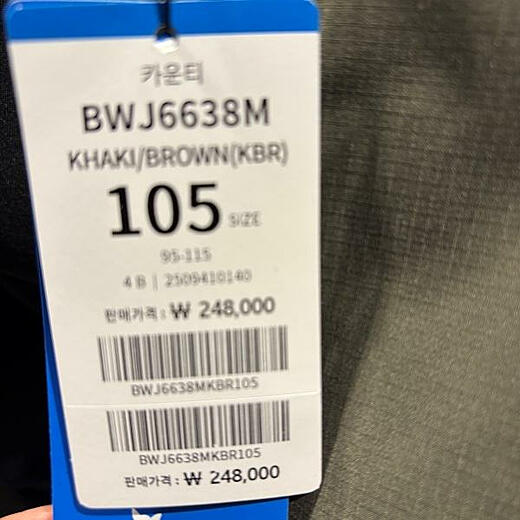 카운티
BWJ6638M
KHAKI/BROWN(KBR)
105 SIZE
95-115
4 B | 2509410140
판매가격 : ₩ 248,000
BWJ6638MKBR105
BWJ6638MKBR105
판매가격 : ₩ 248,000